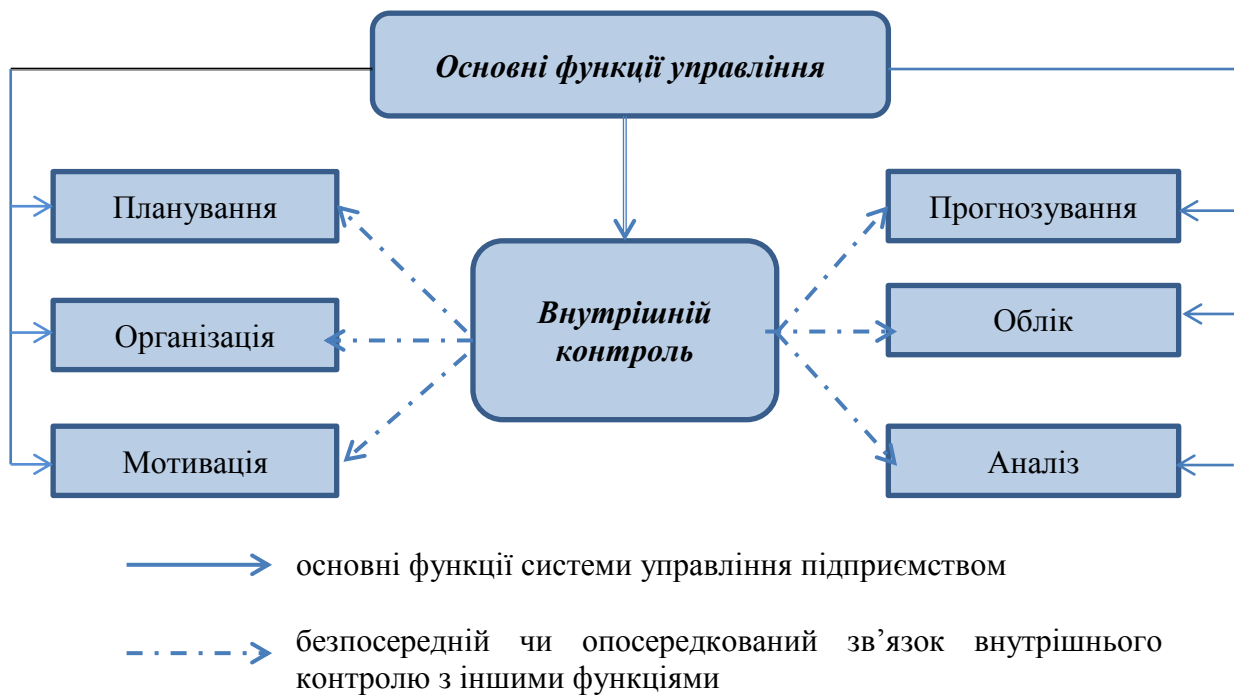 Основні функції управління
Планування
Прогнозування
Внутрішній
контроль
Організація
Облік
Мотивація
Аналіз
основні функції системи управління підприємством
безпосередній чи опосередкований зв’язок внутрішнього
контролю з іншими функціями